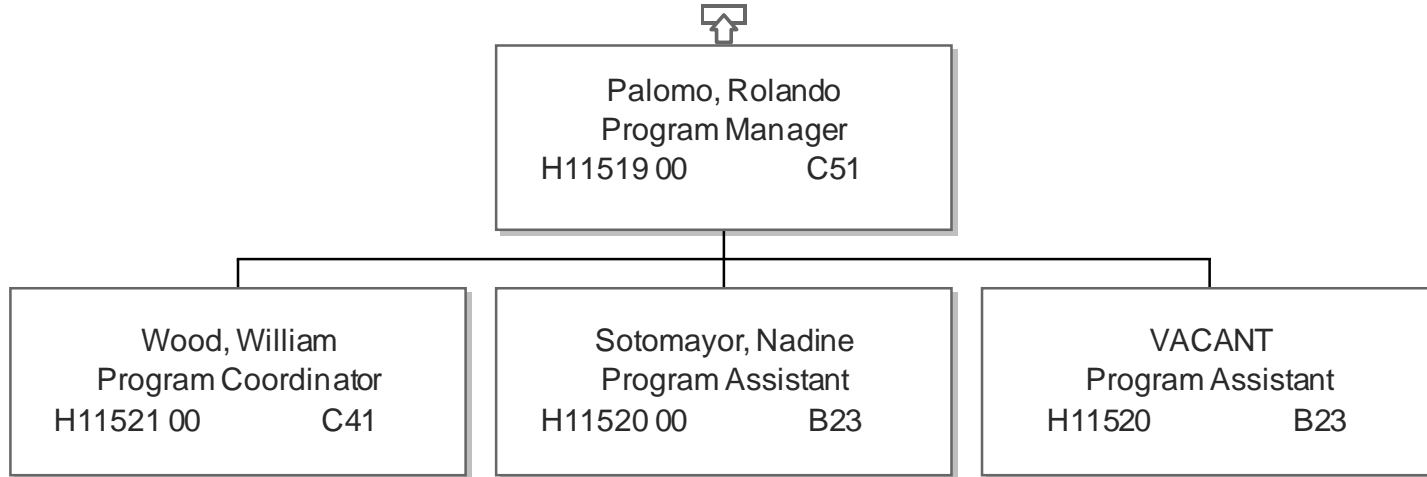 Palomo, Rolando
Program Manager
H11519 00 C51
Wood, William
Program Coordinator
H11521 00 C41
Sotomayor, Nadine
Program Assistant
H11520 00 B23
VACANT
Program Assistant
H11520 B23